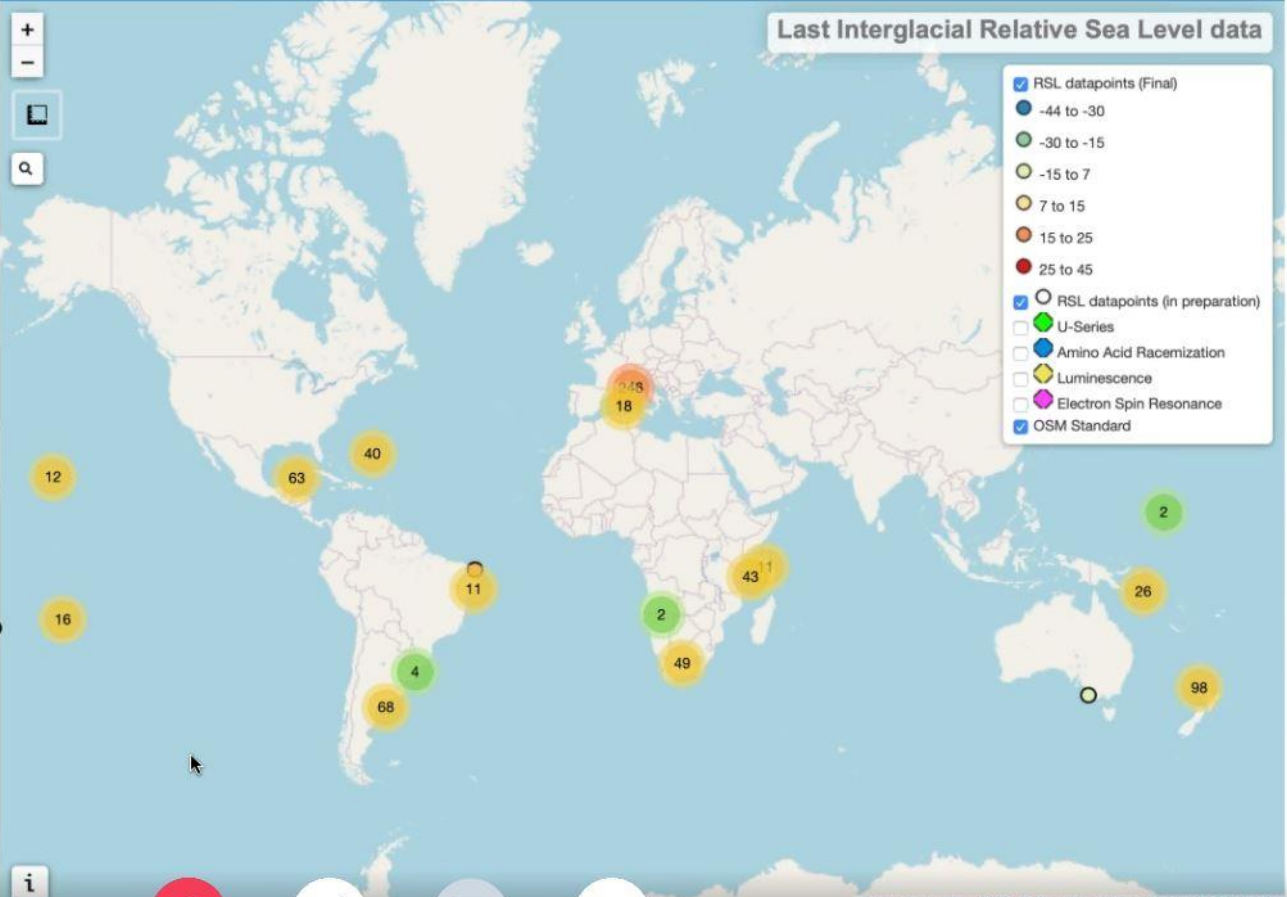 +
Last Interglacial Relative Sea Level data
−
RSL datapoints (Final)
-44 to -30
-30 to -15
-15 to 7
7 to 15
15 to 25
25 to 45
RSL datapoints (in preparation)
U-Series
Amino Acid Racemization
Luminescence
Electron Spin Resonance
OSM Standard
18
40
12
63
2
11
43
11
26
16
2
49
4
98
68
i